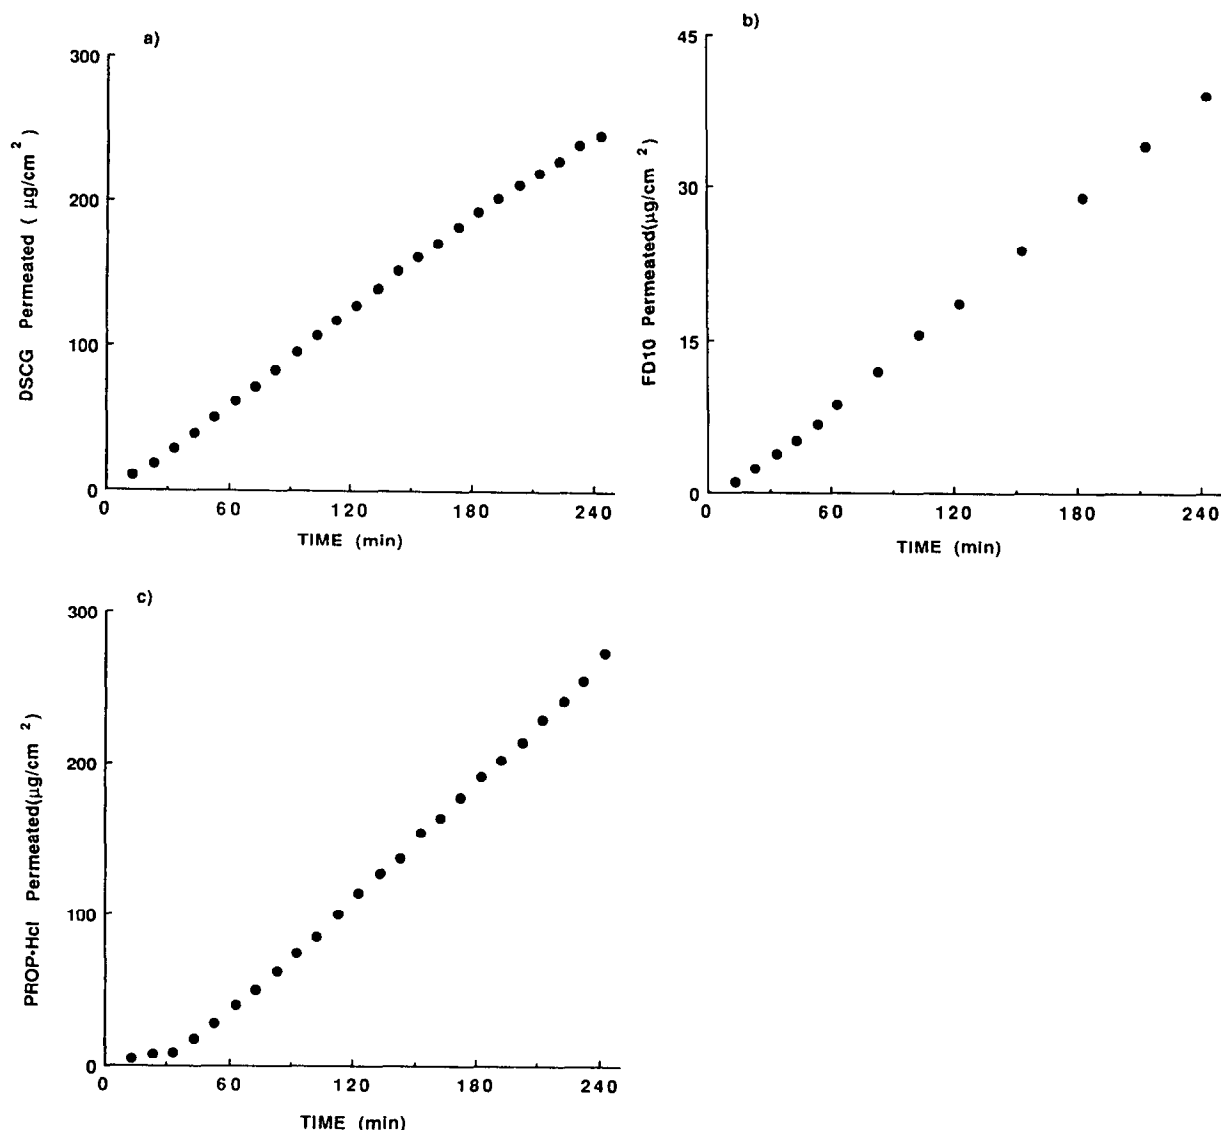 a)
300
200
100
0
DSCG Permeated ( µg/cm 2 )
0 60 120 180 240
TIME (min)
b)
45
30
15
0
FD10 Permeated(µg/cm 2 )
0 60 120 180 240
TIME (min)
c)
300
200
100
0
PROP-Hcl Permeated(µg/cm 2 )
0 60 120 180 240
TIME (min)